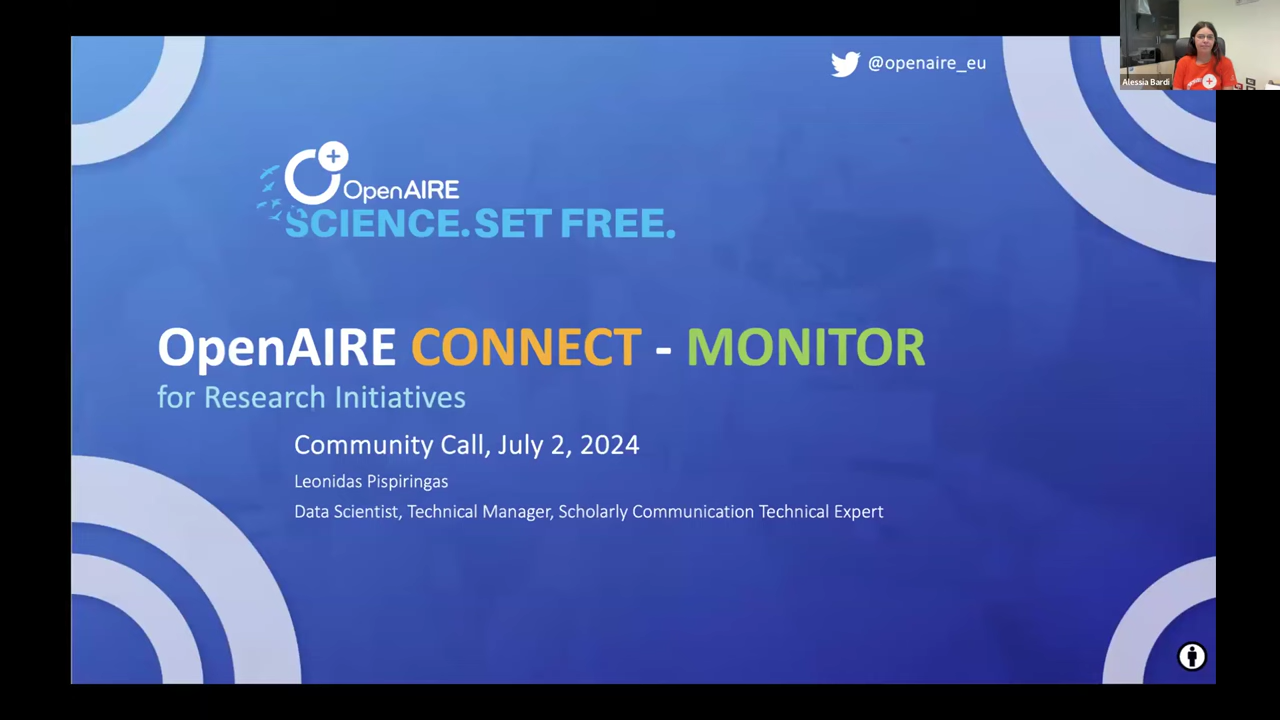 @openaire_eu
Alessia Bardi
OpenAIRE
SCIENCE. SET FREE.
OpenAIRE CONNECT - MONITOR
for Research Initiatives
Community Call, July 2, 2024
Leonidas Pispiringas
Data Scientist, Technical Manager, Scholarly Communication Technical Expert